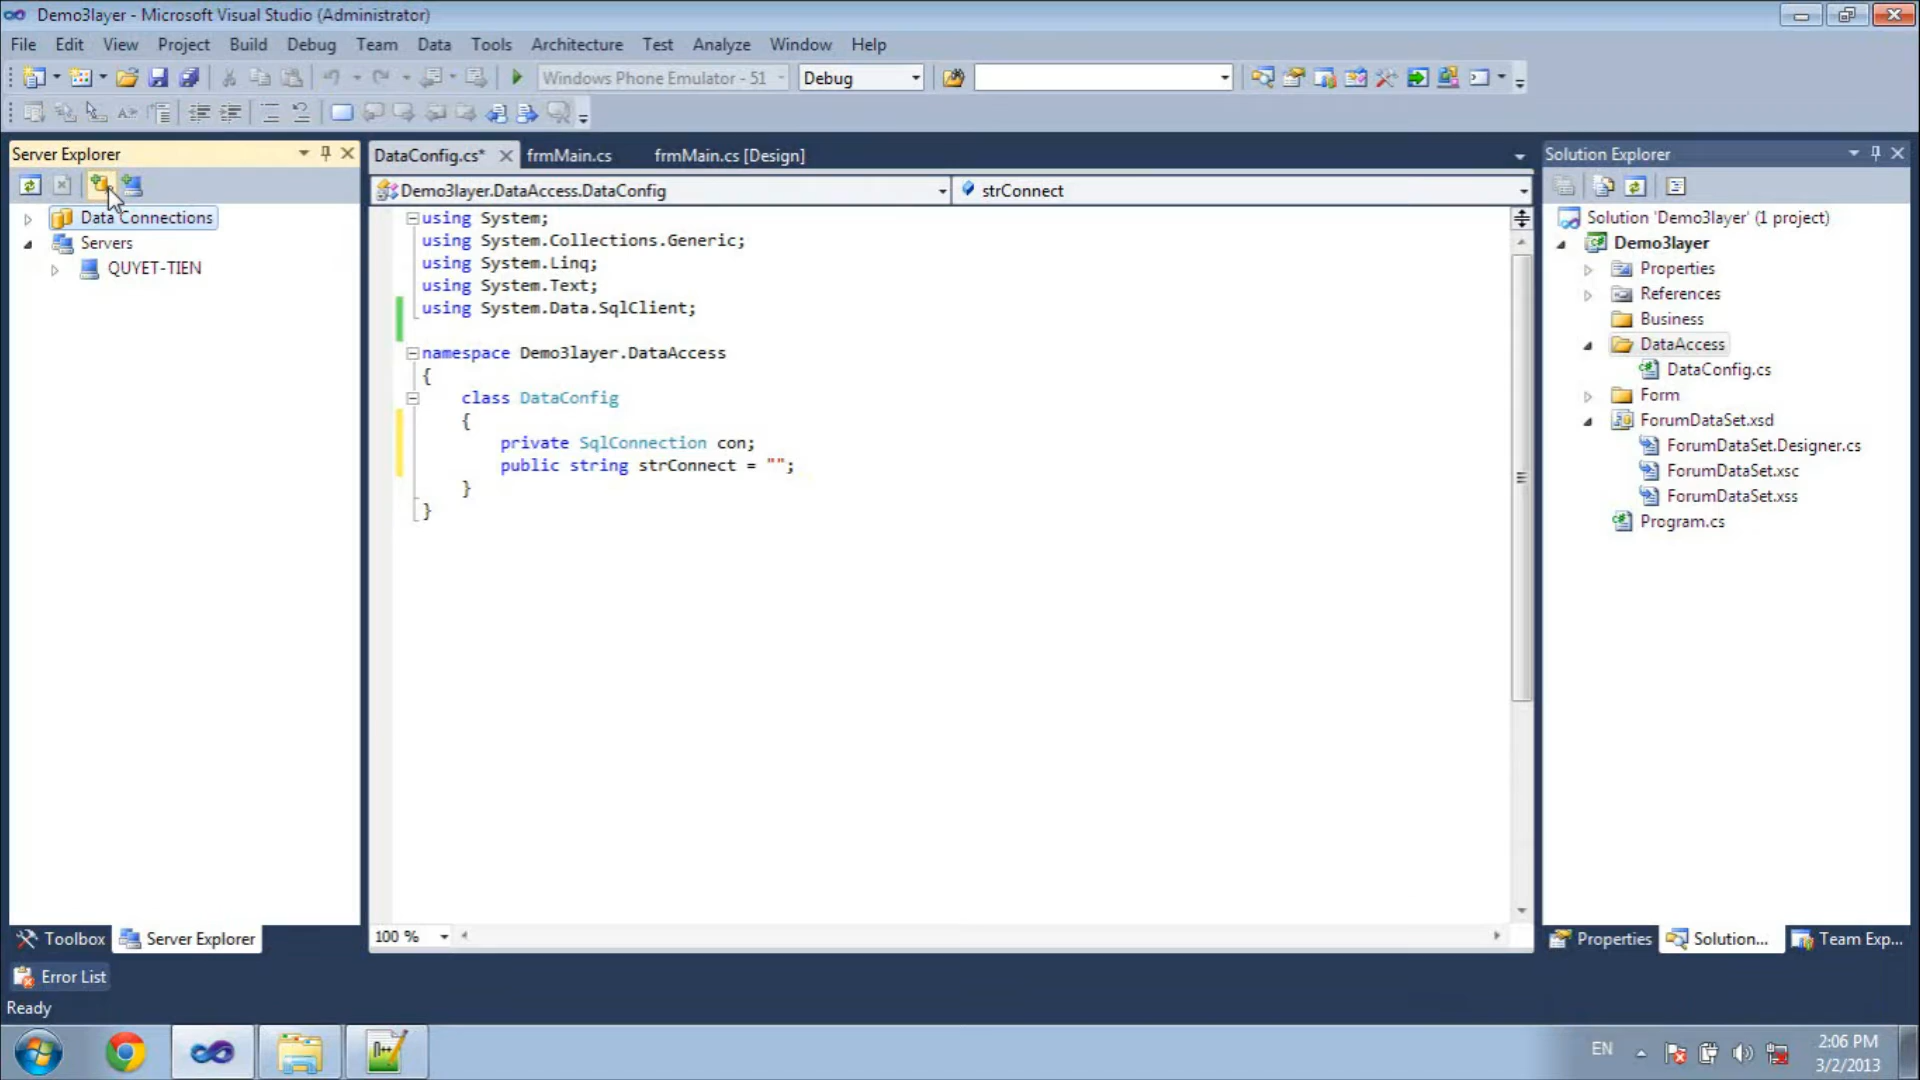 Demo3layer - Microsoft Visual Studio (Administrator)
File Edit View Project Build Debug Team Data Tools Architecture Test Analyze Window Help
Windows Phone Emulator - 51 Debug
Server Explorer
Data Connections
Servers
QUYET-TIEN
DataConfig.cs* frmMain.cs frmMain.cs [Design]
Demo3layer.DataAccess.DataConfig strConnect
using System;
using System.Collections.Generic;
using System.Linq;
using System.Text;
using System.Data.SqlClient;
namespace Demo3layer.DataAccess
{
class DataConfig
{
private SqlConnection con;
public string strConnect = "";
}
}
100 %
Solution Explorer
Solution 'Demo3layer' (1 project)
Demo3layer
Properties
References
Business
DataAccess
DataConfig.cs
Form
ForumDataSet.xsd
ForumDataSet.Designer.cs
ForumDataSet.xsc
ForumDataSet.xss
Program.cs
Toolbox Server Explorer
Properties Solution... Team Exp...
Error List
Ready
EN
2:06 PM
3/2/2013